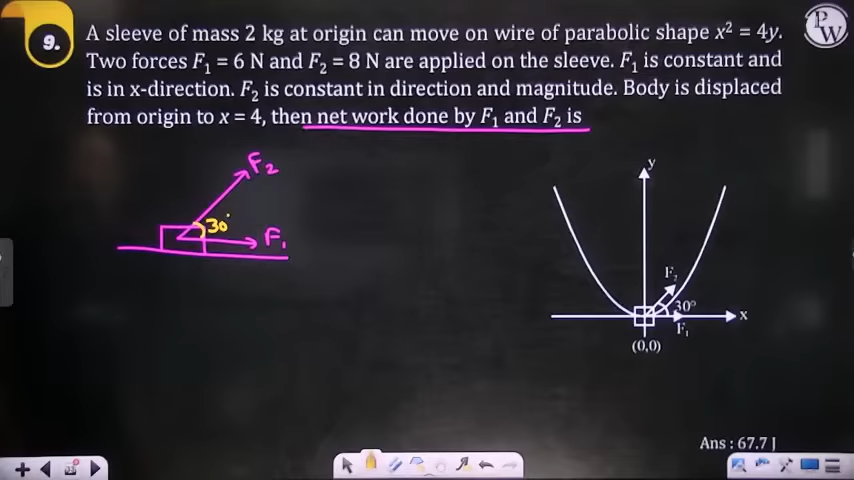 9.
A sleeve of mass 2 kg at origin can move on wire of parabolic shape x² = 4y.
Two forces F₁ = 6 N and F₂ = 8 N are applied on the sleeve. F₁ is constant and
is in x-direction. F₂ is constant in direction and magnitude. Body is displaced
from origin to x = 4, then net work done by F₁ and F₂ is
PW
F₂
30°
F₁
y
F₂
30°
x
F₁
(0,0)
Ans : 67.7 J